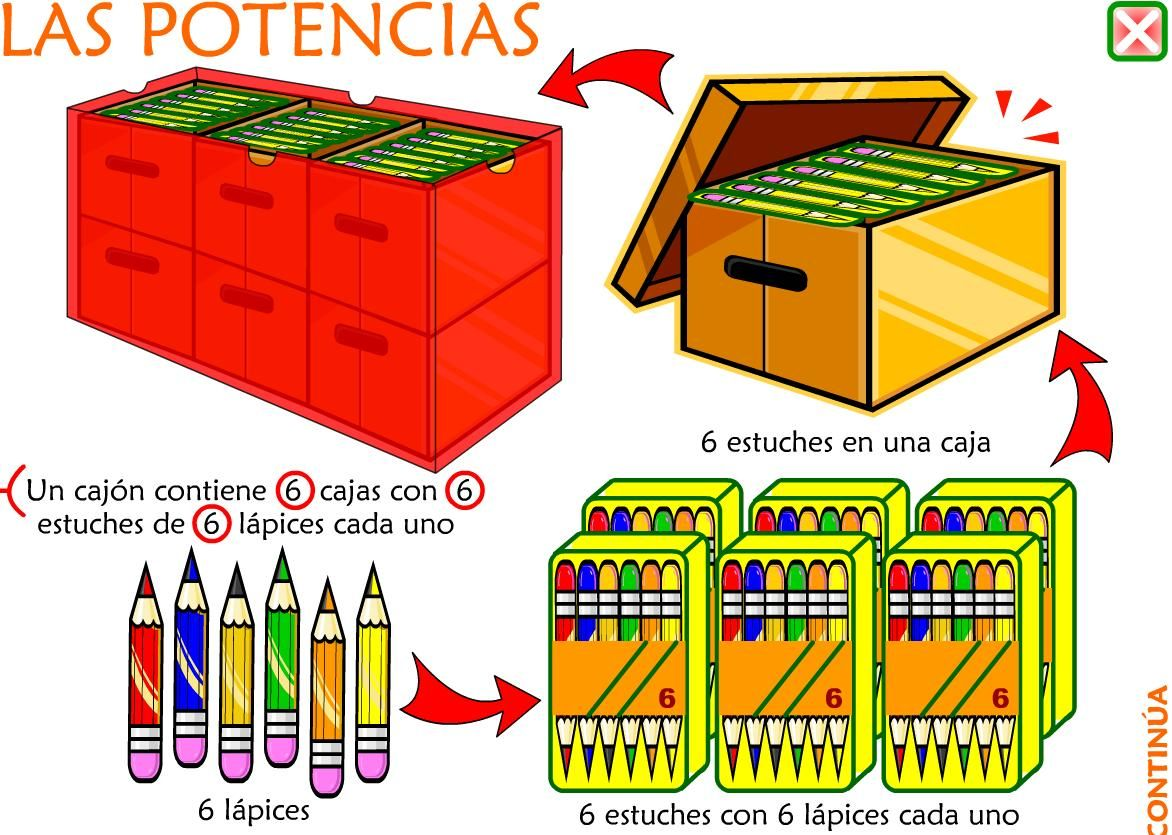 LAS POTENCIAS
6 estuches en una caja
Un cajón contiene 6 cajas con 6
estuches de 6 lápices cada uno
6
6
6
6 lápices
6 estuches con 6 lápices cada uno
CONTINÚA